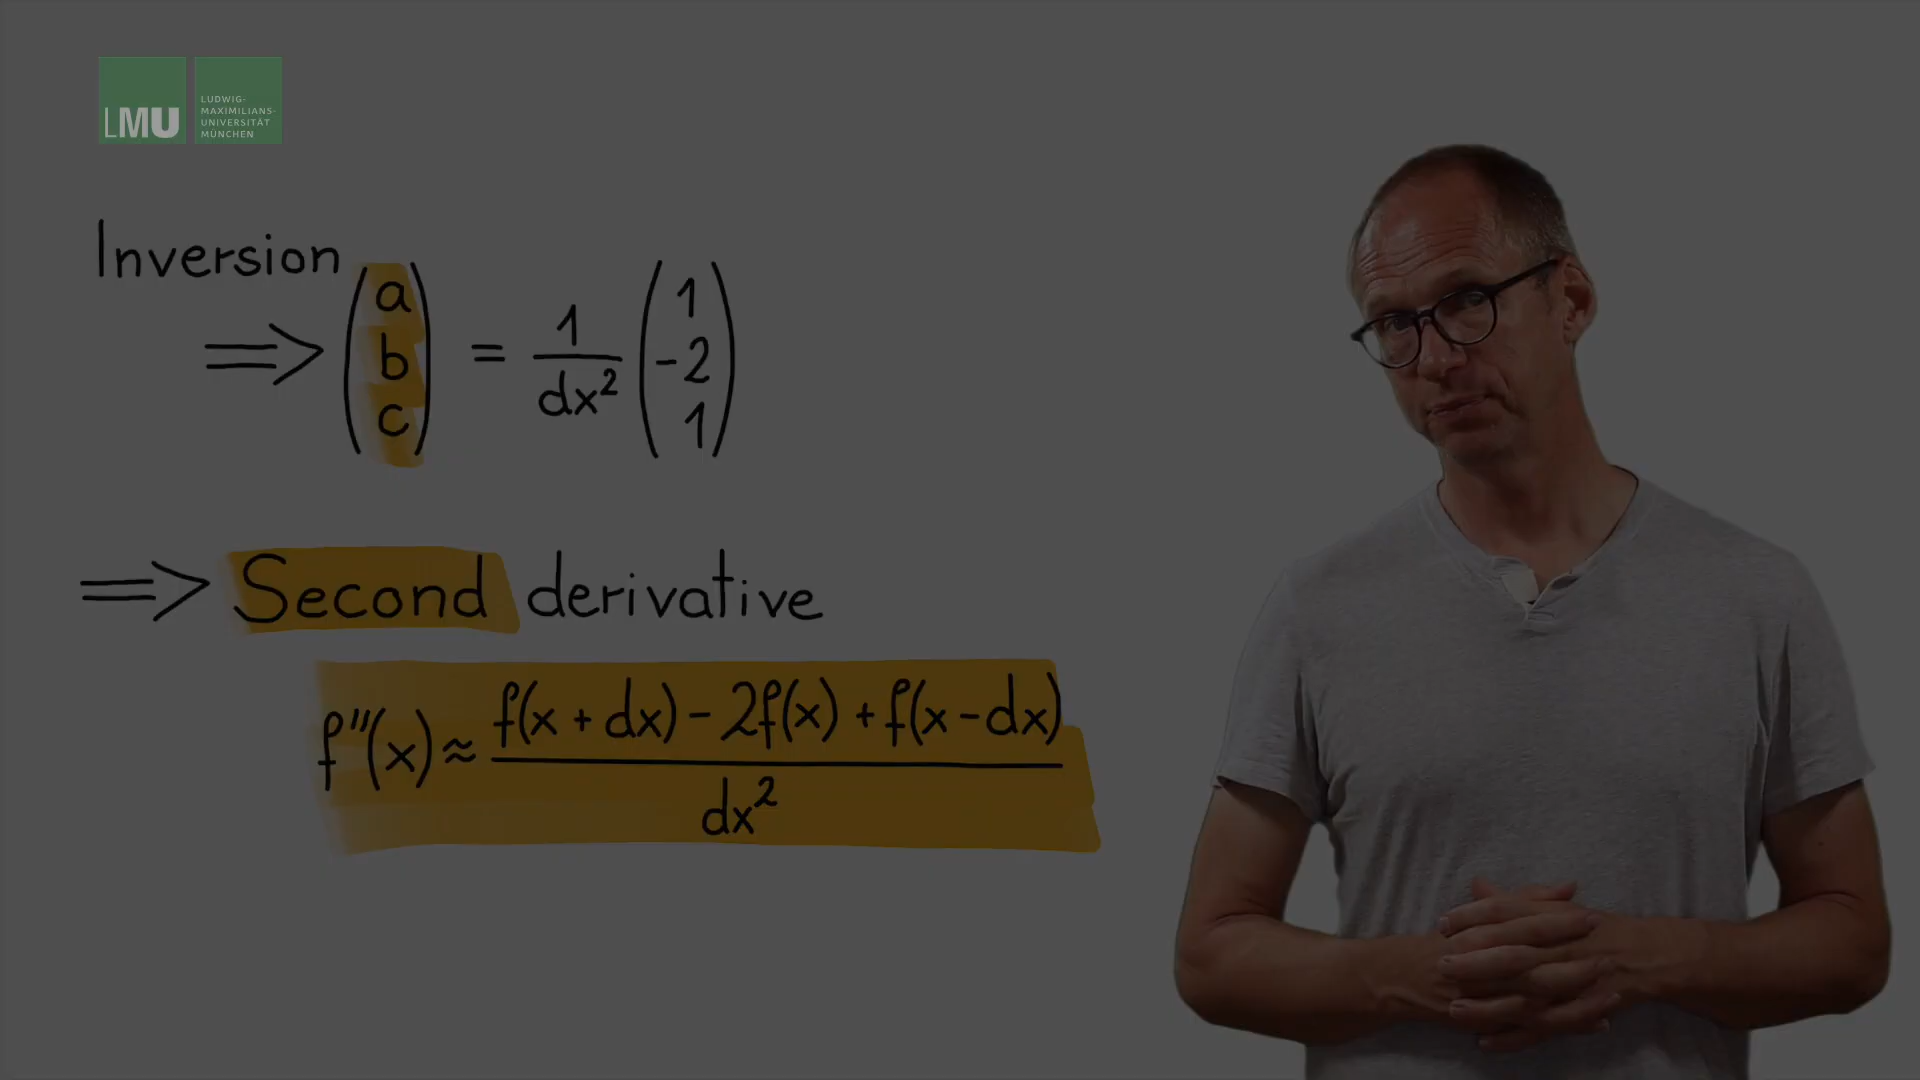 LMU
LUDWIG-
MAXIMILIANS-
UNIVERSITÄT
MÜNCHEN
Inversion
⟹ (a b c) = 1/dx² (1 -2 1)
⟹ Second derivative
f''(x) ≈ (f(x + dx) - 2f(x) + f(x - dx))/dx²